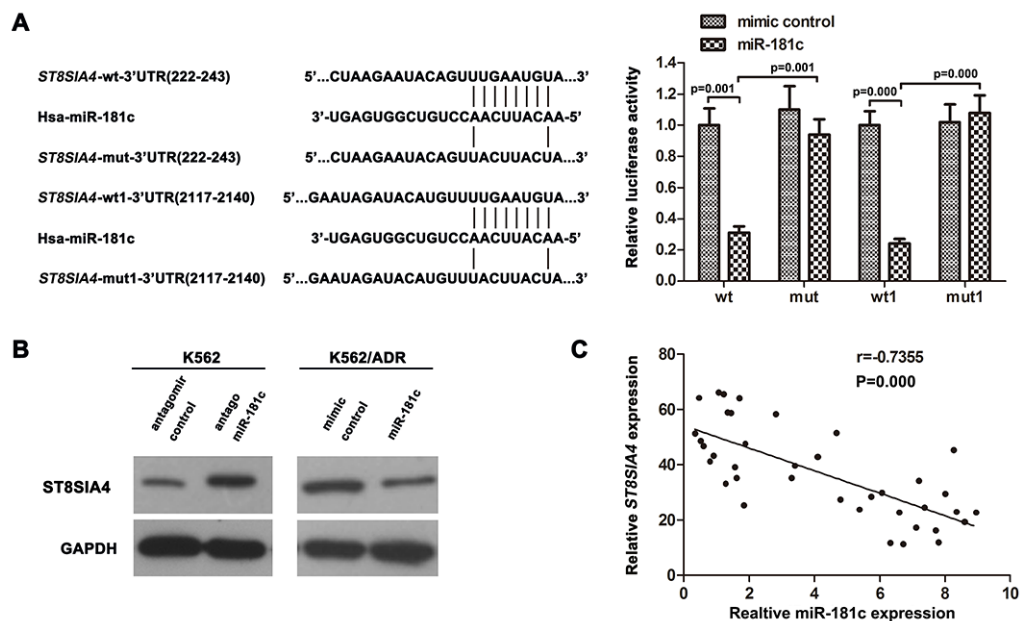 A
ST8SIA4-wt-3'UTR(222-243) 5'...CUAAGAAUACAGUUUGAAUGUA...3'
Hsa-miR-181c 3'-UGAGUGGCUGUCCAACUUACAA-5'
ST8SIA4-mut-3'UTR(222-243) 5'...CUAAGAAUACAGUUACUUACUA...3'
ST8SIA4-wt1-3'UTR(2117-2140) 5'...GAAUAGAUACAUGUUUUGAAUGUA...3'
Hsa-miR-181c 3'-UGAGUGGCUGUCCAACUUACAA-5'
ST8SIA4-mut1-3'UTR(2117-2140) 5'...GAAUAGAUACAUGUUUACUUACUA...3'
mimic control
miR-181c
Relative luciferase activity
1.4
1.2
1.0
0.8
0.6
0.4
0.2
0.0
p=0.001
p=0.001
p=0.000
p=0.000
wt mut wt1 mut1
B
K562 K562/ADR
antagomir control
antago miR-181c
mimic control
miR-181c
ST8SIA4
GAPDH
C
r=-0.7355
P=0.000
Relative ST8SIA4 expression
80
60
40
20
0
0 2 4 6 8 10
Realtive miR-181c expression